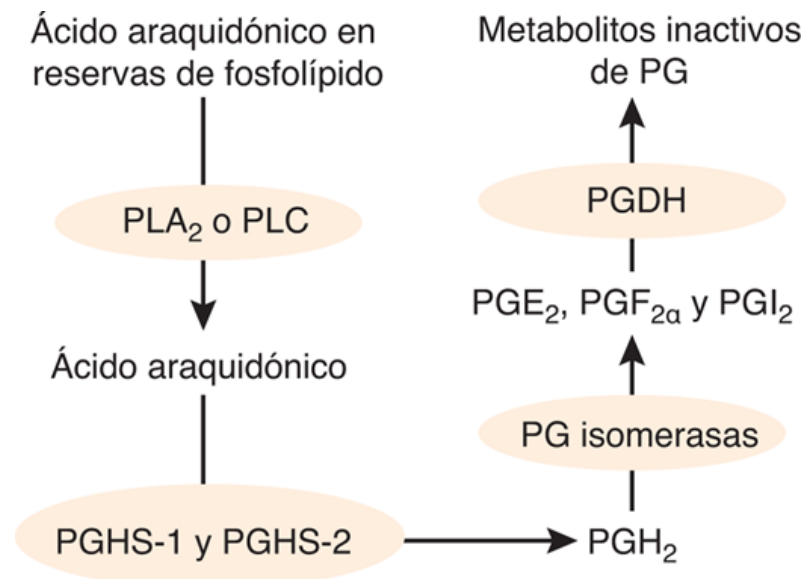 Ácido araquidónico en
reservas de fosfolípido
PLA₂ o PLC
Ácido araquidónico
PGHS-1 y PGHS-2
PGH₂
PG isomerasas
PGE₂, PGF₂α y PGI₂
PGDH
Metabolitos inactivos
de PG